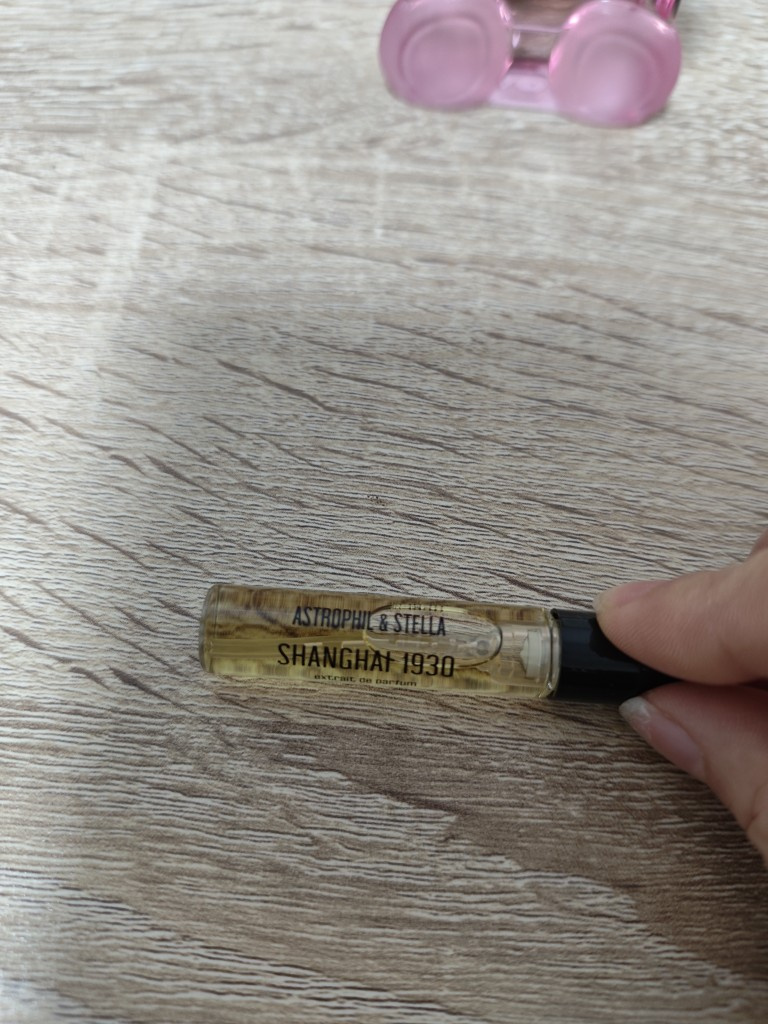 ASTROPHIL & STELLA
SHANGHAI 1930
extrait de parfum